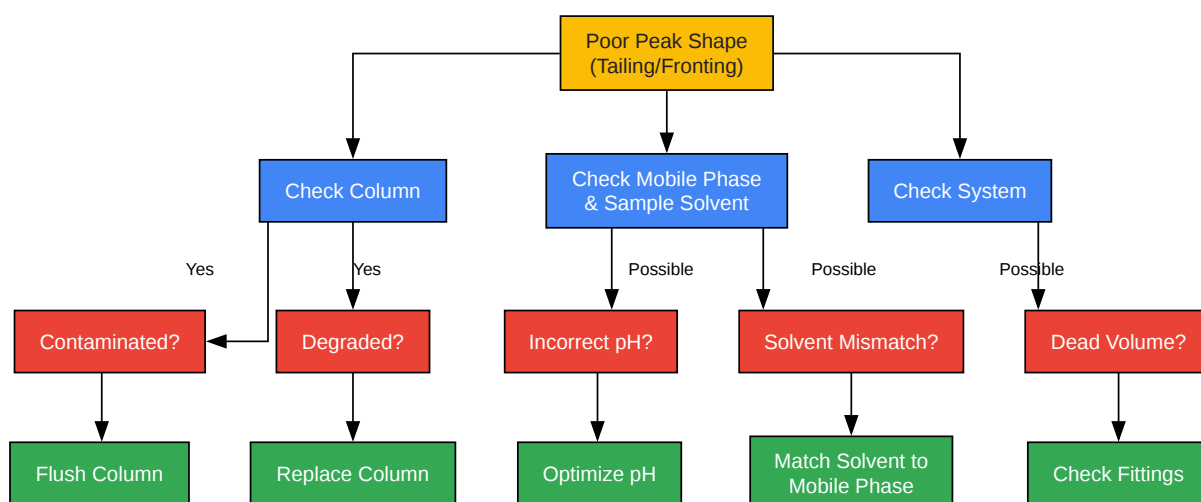 Poor Peak Shape
(Tailing/Fronting)
Check Column
Check Mobile Phase
& Sample Solvent
Check System
Yes
Yes
Possible
Possible
Possible
Contaminated?
Degraded?
Incorrect pH?
Solvent Mismatch?
Dead Volume?
Flush Column
Replace Column
Optimize pH
Match Solvent to
Mobile Phase
Check Fittings